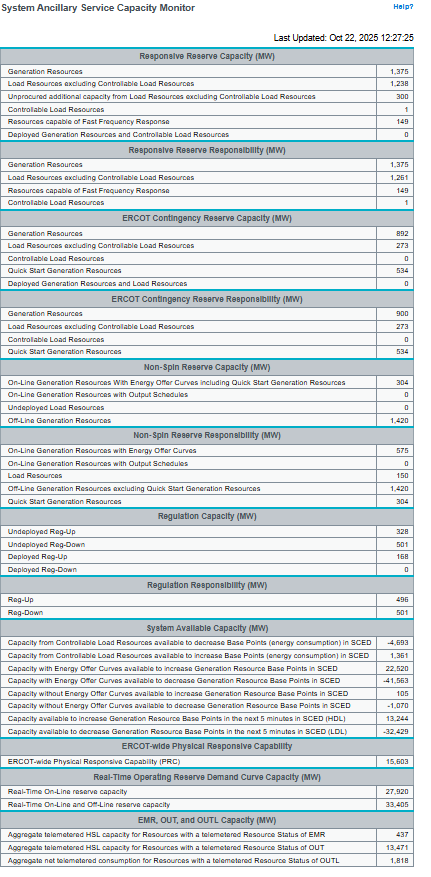 System Ancillary Service Capacity Monitor Help?
Last Updated: Oct 22, 2025 12:27:25
Responsive Reserve Capacity (MW)
Generation Resources 1,375
Load Resources excluding Controllable Load Resources 1,238
Unprocured additional capacity from Load Resources excluding Controllable Load Resources 300
Controllable Load Resources 1
Resources capable of Fast Frequency Response 149
Deployed Generation Resources and Controllable Load Resources 0
Responsive Reserve Responsibility (MW)
Generation Resources 1,375
Load Resources excluding Controllable Load Resources 1,261
Resources capable of Fast Frequency Response 149
Controllable Load Resources 1
ERCOT Contingency Reserve Capacity (MW)
Generation Resources 892
Load Resources excluding Controllable Load Resources 273
Controllable Load Resources 0
Quick Start Generation Resources 534
Deployed Generation Resources and Load Resources 0
ERCOT Contingency Reserve Responsibility (MW)
Generation Resources 900
Load Resources excluding Controllable Load Resources 273
Controllable Load Resources 0
Quick Start Generation Resources 534
Non-Spin Reserve Capacity (MW)
On-Line Generation Resources With Energy Offer Curves including Quick Start Generation Resources 304
On-Line Generation Resources with Output Schedules 0
Undeployed Load Resources 0
Off-Line Generation Resources 1,420
Non-Spin Reserve Responsibility (MW)
On-Line Generation Resources with Energy Offer Curves 575
On-Line Generation Resources with Output Schedules 0
Load Resources 150
Off-Line Generation Resources excluding Quick Start Generation Resources 1,420
Quick Start Generation Resources 304
Regulation Capacity (MW)
Undeployed Reg-Up 328
Undeployed Reg-Down 501
Deployed Reg-Up 168
Deployed Reg-Down 0
Regulation Responsibility (MW)
Reg-Up 496
Reg-Down 501
System Available Capacity (MW)
Capacity from Controllable Load Resources available to decrease Base Points (energy consumption) in SCED -4,693
Capacity from Controllable Load Resources available to increase Base Points (energy consumption) in SCED 1,361
Capacity with Energy Offer Curves available to increase Generation Resource Base Points in SCED 22,520
Capacity with Energy Offer Curves available to decrease Generation Resource Base Points in SCED -41,563
Capacity without Energy Offer Curves available to increase Generation Resource Base Points in SCED 105
Capacity without Energy Offer Curves available to decrease Generation Resource Base Points in SCED -1,070
Capacity available to increase Generation Resource Base Points in the next 5 minutes in SCED (HDL) 13,244
Capacity available to decrease Generation Resource Base Points in the next 5 minutes in SCED (LDL) -32,429
ERCOT-wide Physical Responsive Capability
ERCOT-wide Physical Responsive Capability (PRC) 15,603
Real-Time Operating Reserve Demand Curve Capacity (MW)
Real-Time On-Line reserve capacity 27,920
Real-Time On-Line and Off-Line reserve capacity 33,405
EMR, OUT, and OUTL Capacity (MW)
Aggregate telemetered HSL capacity for Resources with a telemetered Resource Status of EMR 437
Aggregate telemetered HSL capacity for Resources with a telemetered Resource Status of OUT 13,471
Aggregate net telemetered consumption for Resources with a telemetered Resource Status of OUTL 1,818